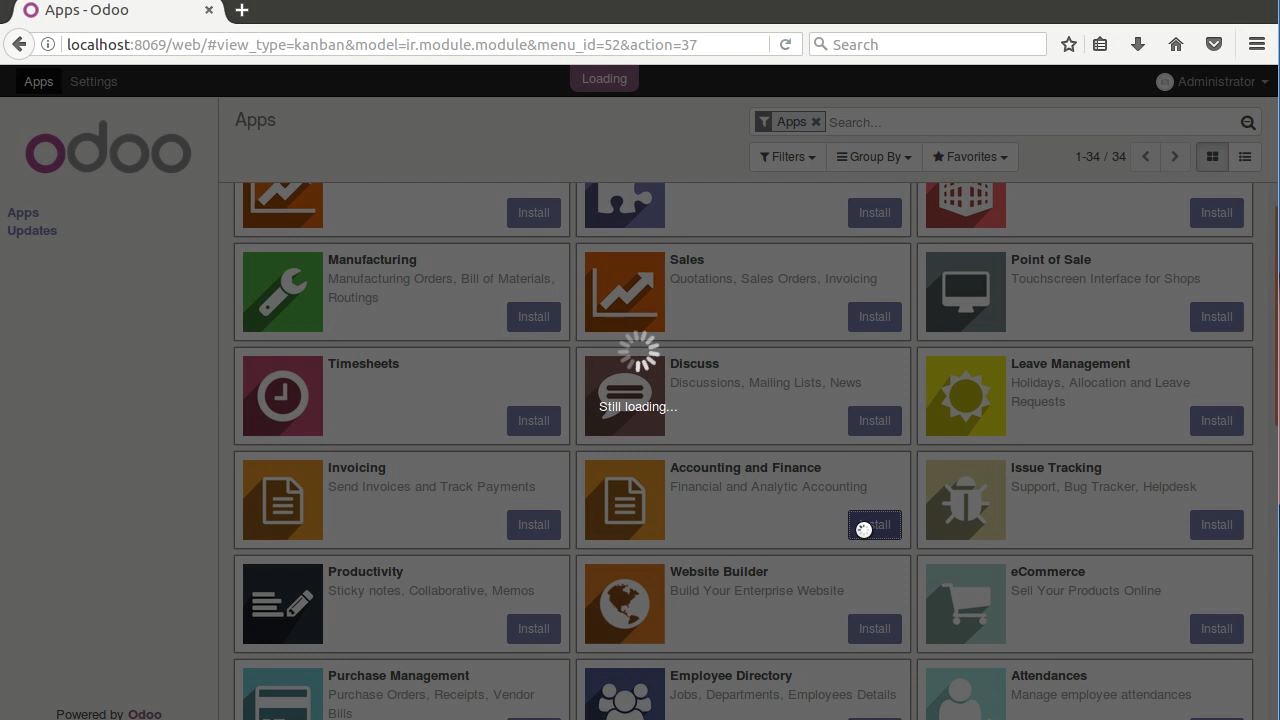 Apps - Odoo
localhost:8069/web/#view_type=kanban&model=ir.module.module&menu_id=52&action=37
Search
Apps
Settings
Loading
Administrator
odoo
Apps
Apps
Search...
Filters
Group By
Favorites
1-34 / 34
Apps
Updates
Install
Install
Install
Manufacturing
Manufacturing Orders, Bill of Materials,
Routings
Install
Sales
Quotations, Sales Orders, Invoicing
Install
Point of Sale
Touchscreen Interface for Shops
Install
Timesheets
Install
Discuss
Discussions, Mailing Lists, News
Still loading...
Install
Leave Management
Holidays, Allocation and Leave
Requests
Install
Invoicing
Send Invoices and Track Payments
Install
Accounting and Finance
Financial and Analytic Accounting
Install
Issue Tracking
Support, Bug Tracker, Helpdesk
Install
Productivity
Sticky notes, Collaborative, Memos
Install
Website Builder
Build Your Enterprise Website
Install
eCommerce
Sell Your Products Online
Install
Purchase Management
Purchase Orders, Receipts, Vendor
Bills
Employee Directory
Jobs, Departments, Employees Details
Attendances
Manage employee attendances
Powered by Odoo